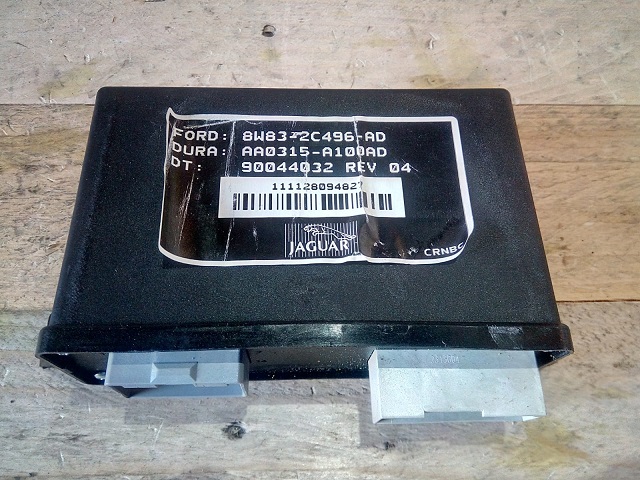 FORD: 8W83-2C496-AD
DURA: AA0315-A100AD
DT: 90044032 REV 04
111128094827
JAGUAR
CRNBC